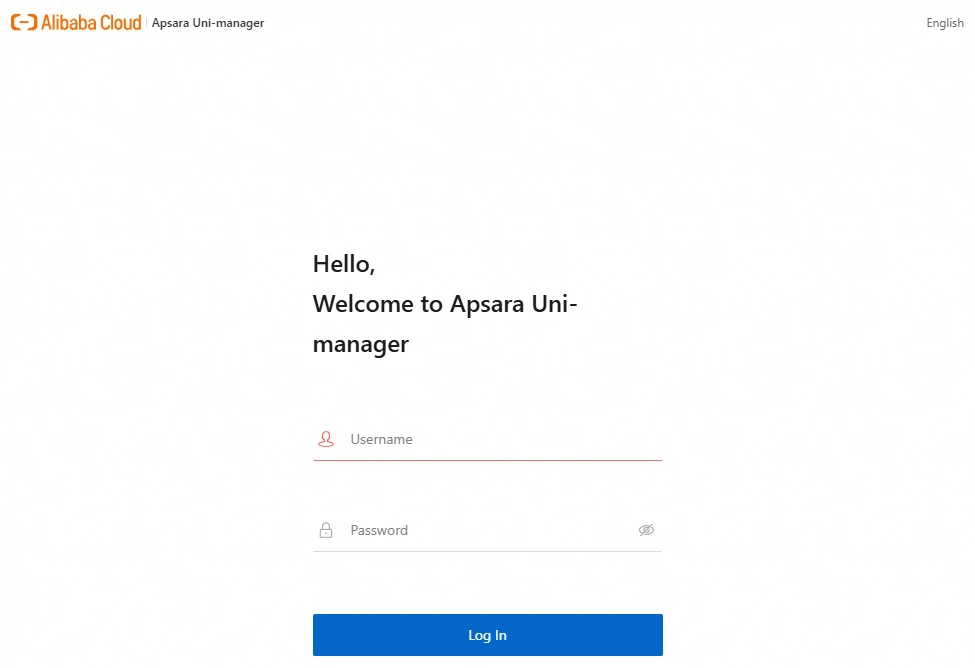 Alibaba Cloud | Apsara Uni-manager
English
Hello,
Welcome to Apsara Uni-
manager
Username
Password
Log In